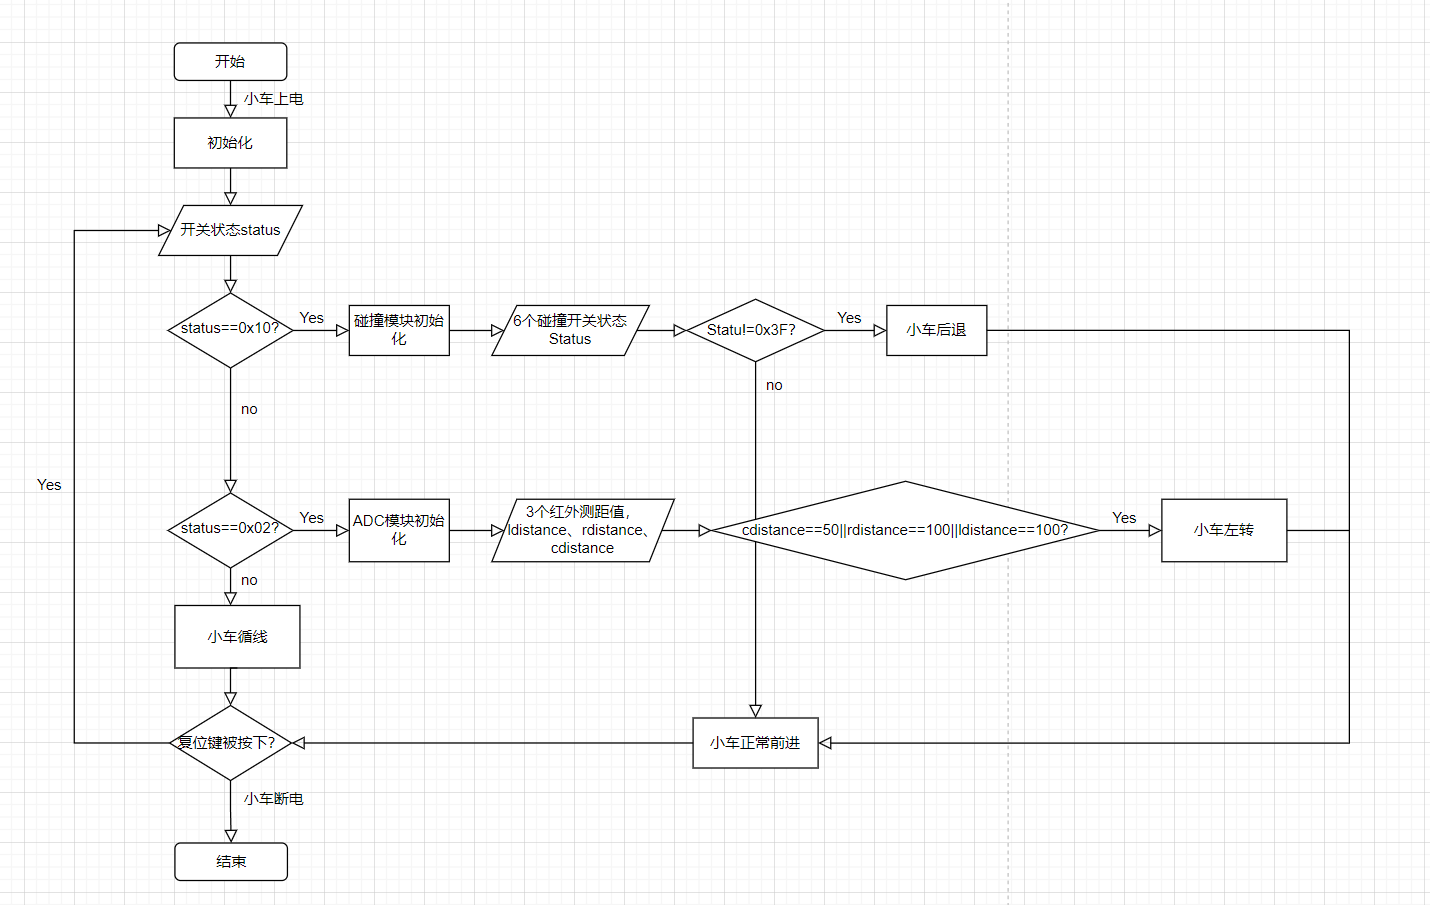 开始
小车上电
初始化
开关状态status
status==0x10?
Yes
碰撞模块初始
化
6个碰撞开关状态
Status
Statu!=0x3F?
Yes
小车后退
no
no
Yes
status==0x02?
Yes
ADC模块初始
化
3个红外测距值，
ldistance、rdistance、
cdistance
cdistance==50||rdistance==100||ldistance==100?
Yes
小车左转
no
小车循线
复位键被按下?
小车正常前进
小车断电
结束